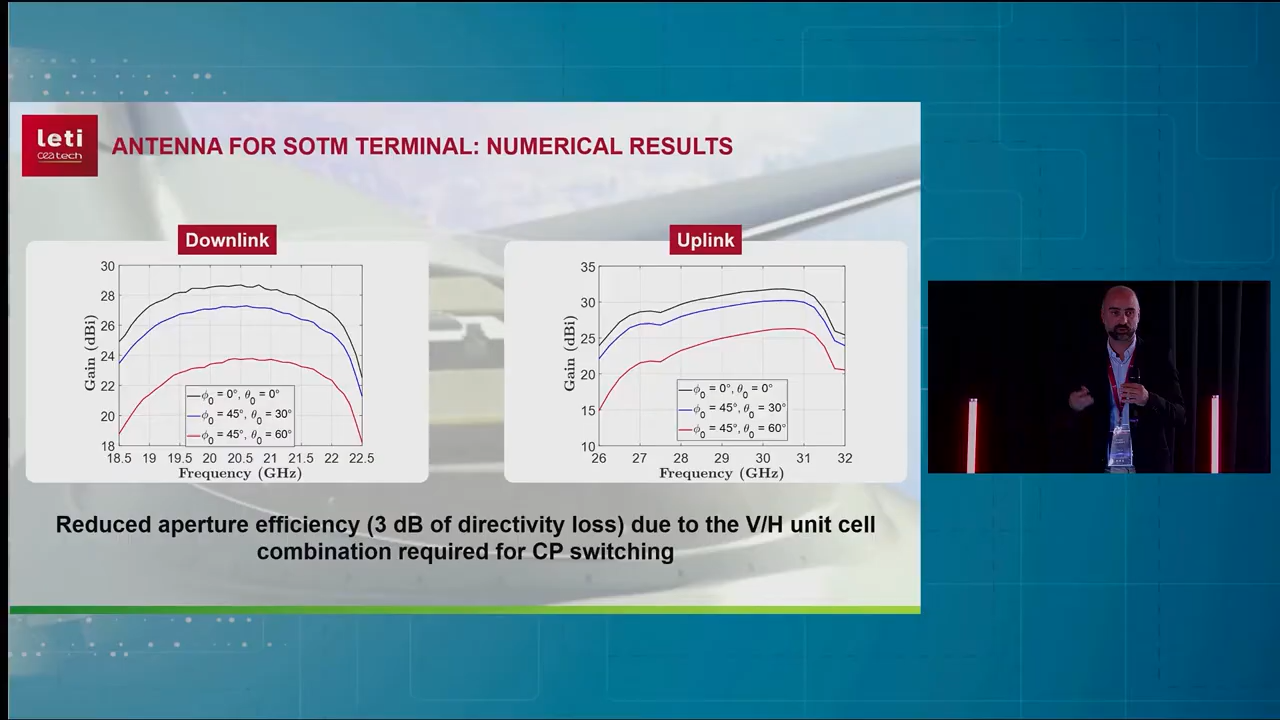 leti
ceatech
ANTENNA FOR SOTM TERMINAL: NUMERICAL RESULTS
Downlink
30
28
26
24
22
20
18
Gain (dBi)
ϕ0 = 0°, θ0 = 0°
ϕ0 = 45°, θ0 = 30°
ϕ0 = 45°, θ0 = 60°
18.5 19 19.5 20 20.5 21 21.5 22 22.5
Frequency (GHz)
Uplink
35
30
25
20
15
10
Gain (dBi)
ϕ0 = 0°, θ0 = 0°
ϕ0 = 45°, θ0 = 30°
ϕ0 = 45°, θ0 = 60°
26 27 28 29 30 31 32
Frequency (GHz)
Reduced aperture efficiency (3 dB of directivity loss) due to the V/H unit cell
combination required for CP switching